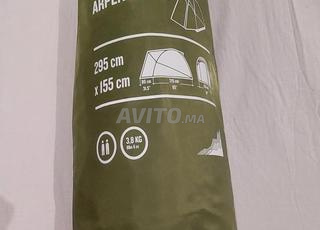 ARPEN
295 cm
x 155 cm
AVITO.MA
3,8 KG